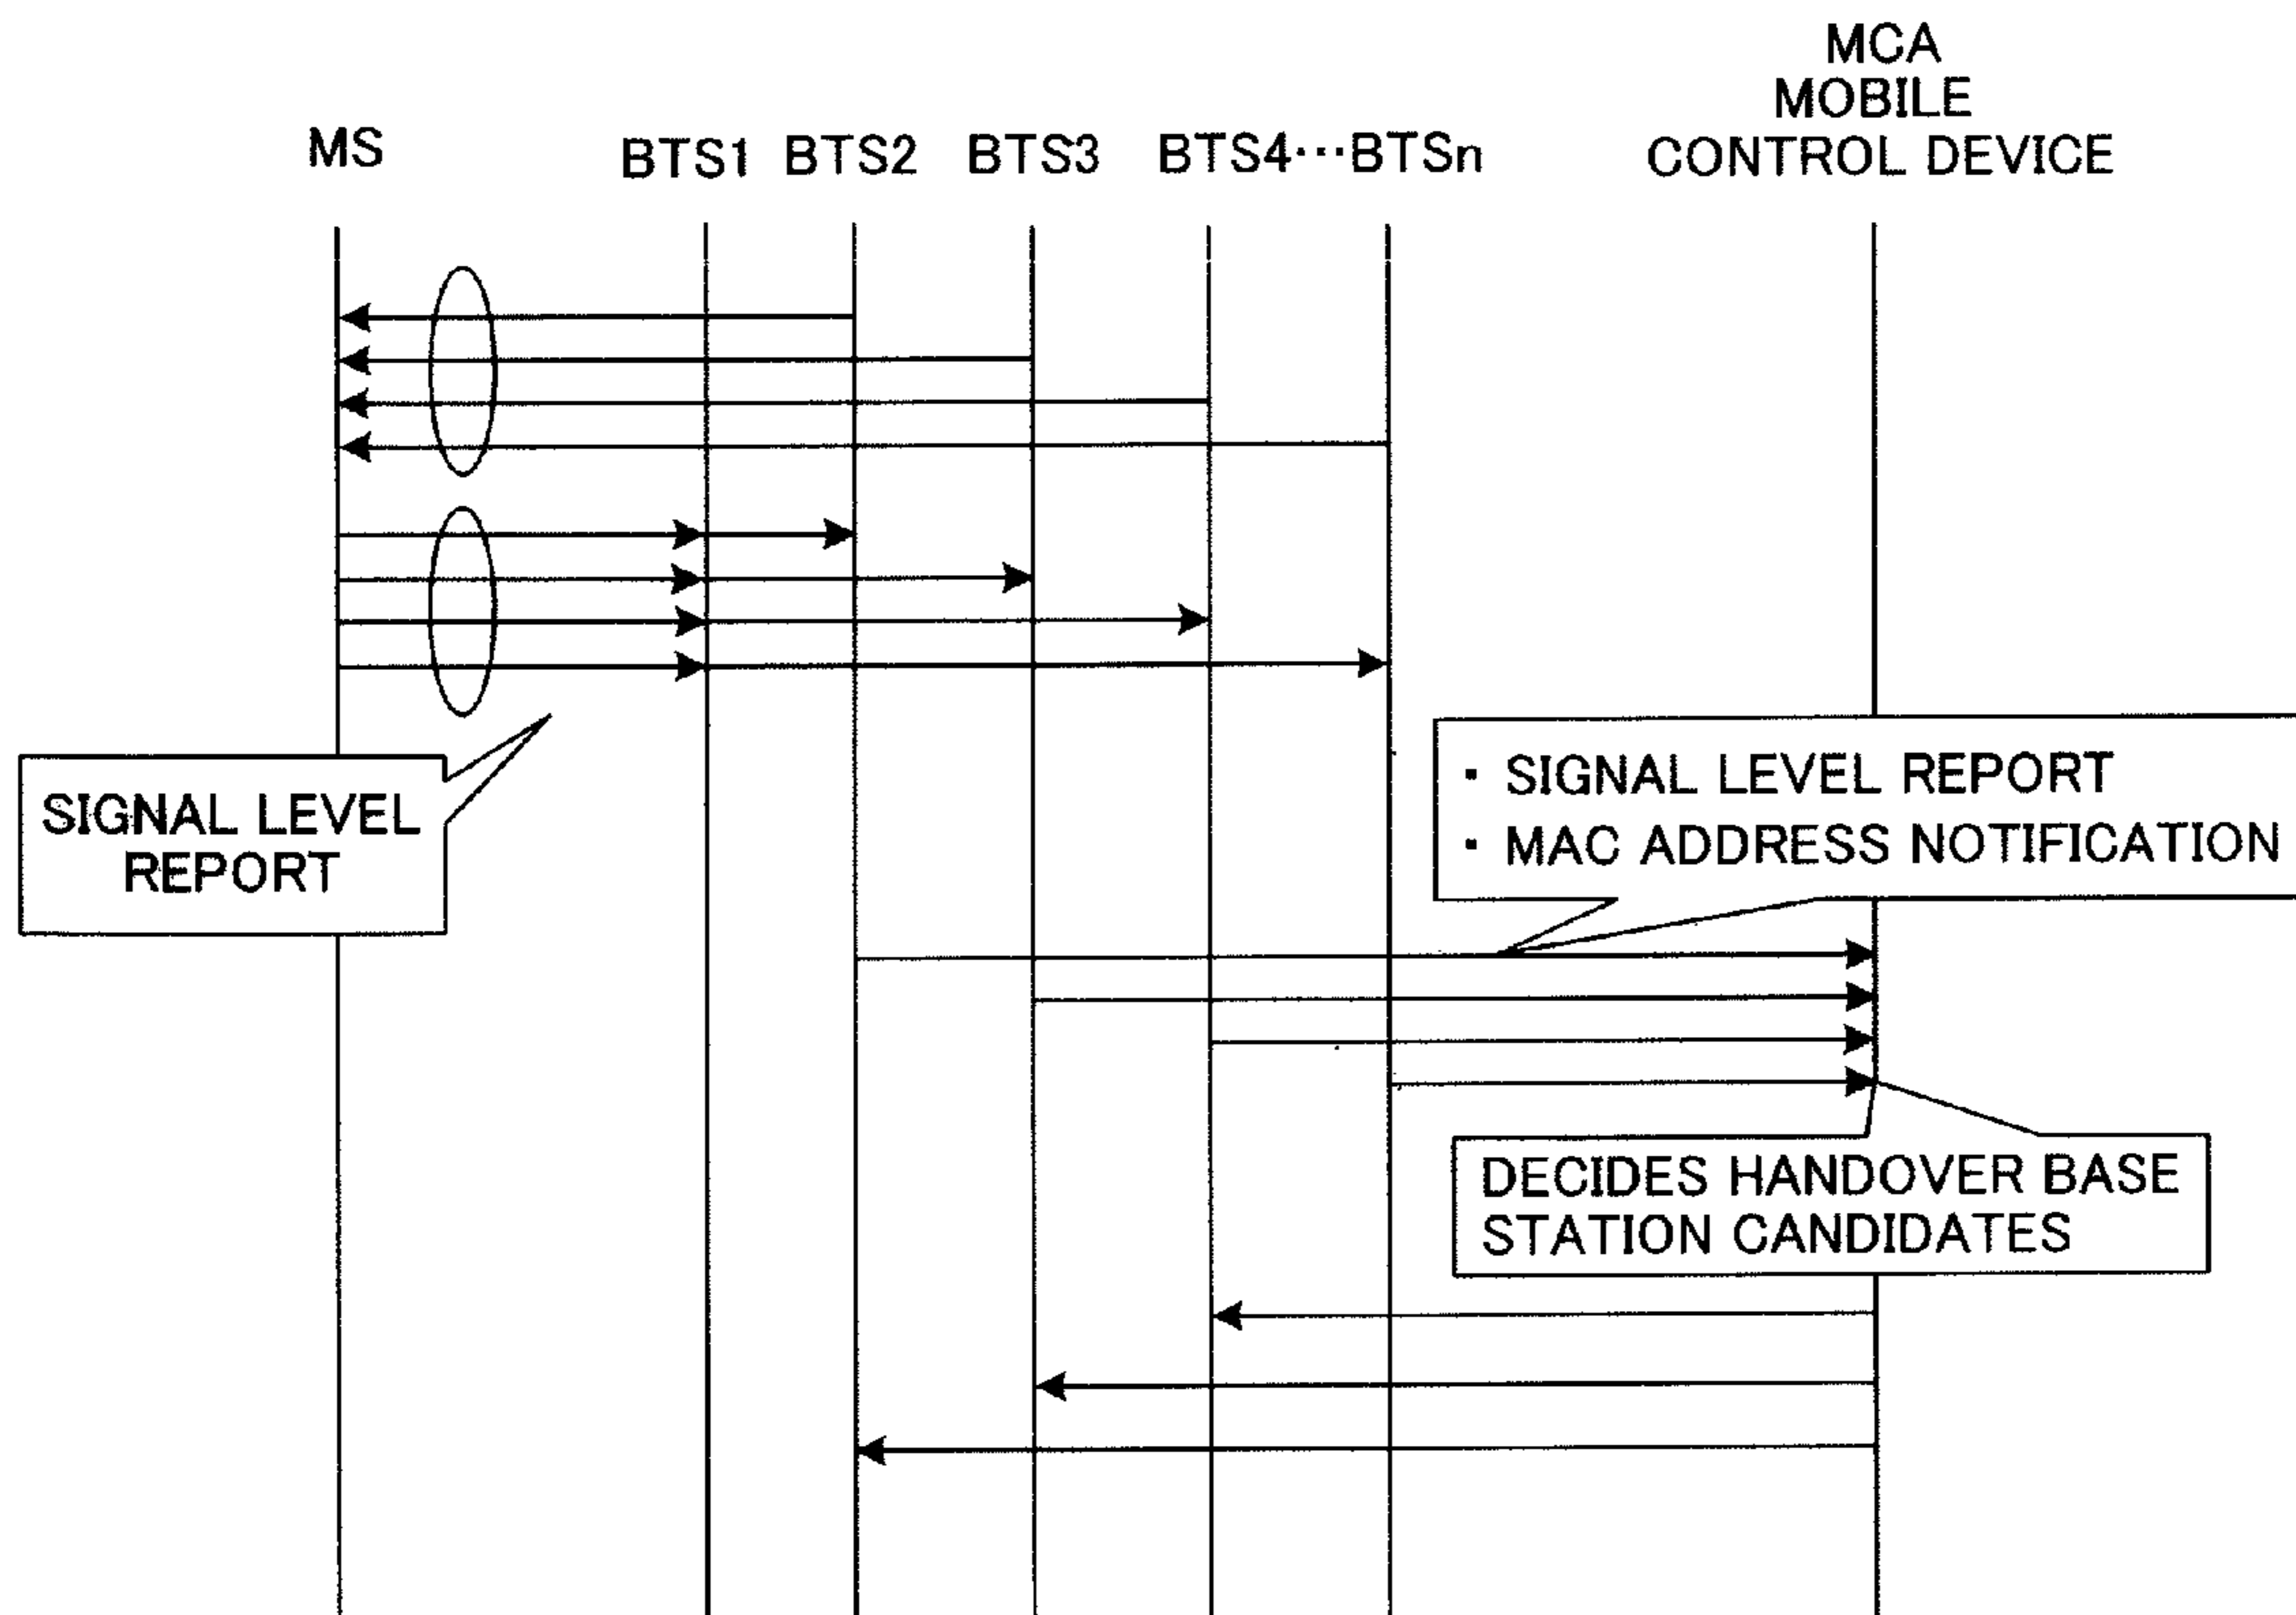 MCA
MOBILE
CONTROL DEVICE
MS
BTS1
BTS2
BTS3
BTS4···BTSn
SIGNAL LEVEL
REPORT
· SIGNAL LEVEL REPORT
· MAC ADDRESS NOTIFICATION
DECIDES HANDOVER BASE
STATION CANDIDATES